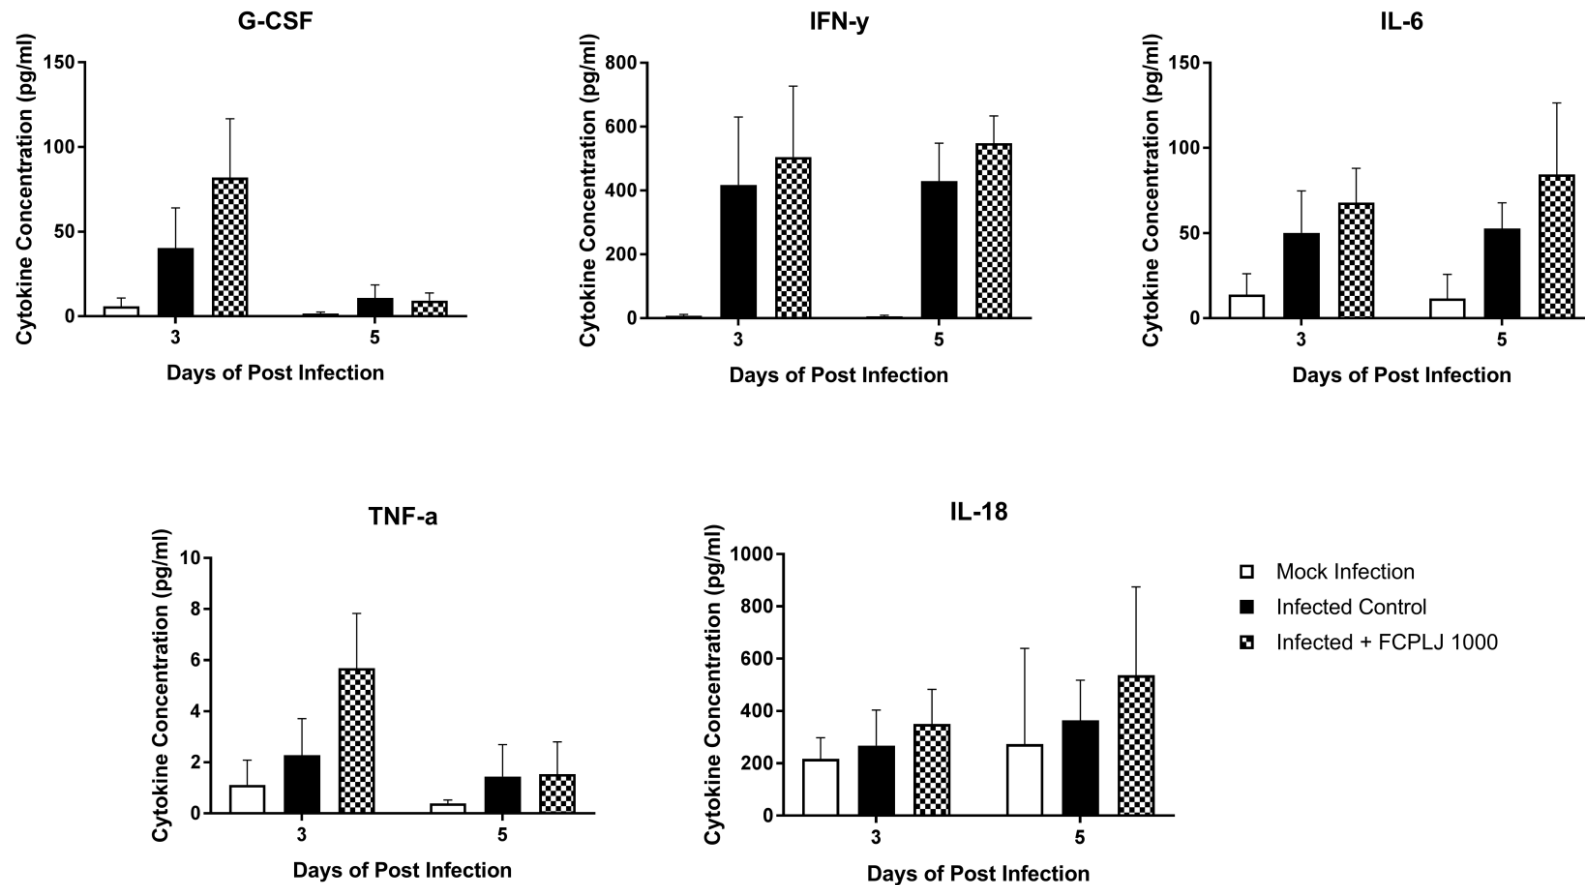 G-CSF
Cytokine Concentration (pg/ml)
150
100
50
0
3
5
Days of Post Infection
IFN-y
Cytokine Concentration (pg/ml)
800
600
400
200
0
3
5
Days of Post Infection
IL-6
Cytokine Concentration (pg/ml)
150
100
50
0
3
5
Days of Post Infection
TNF-a
Cytokine Concentration (pg/ml)
10
8
6
4
2
0
3
5
Days of Post Infection
IL-18
Cytokine Concentration (pg/ml)
1000
800
600
400
200
0
3
5
Days of Post Infection
Mock Infection
Infected Control
Infected + FCPLJ 1000